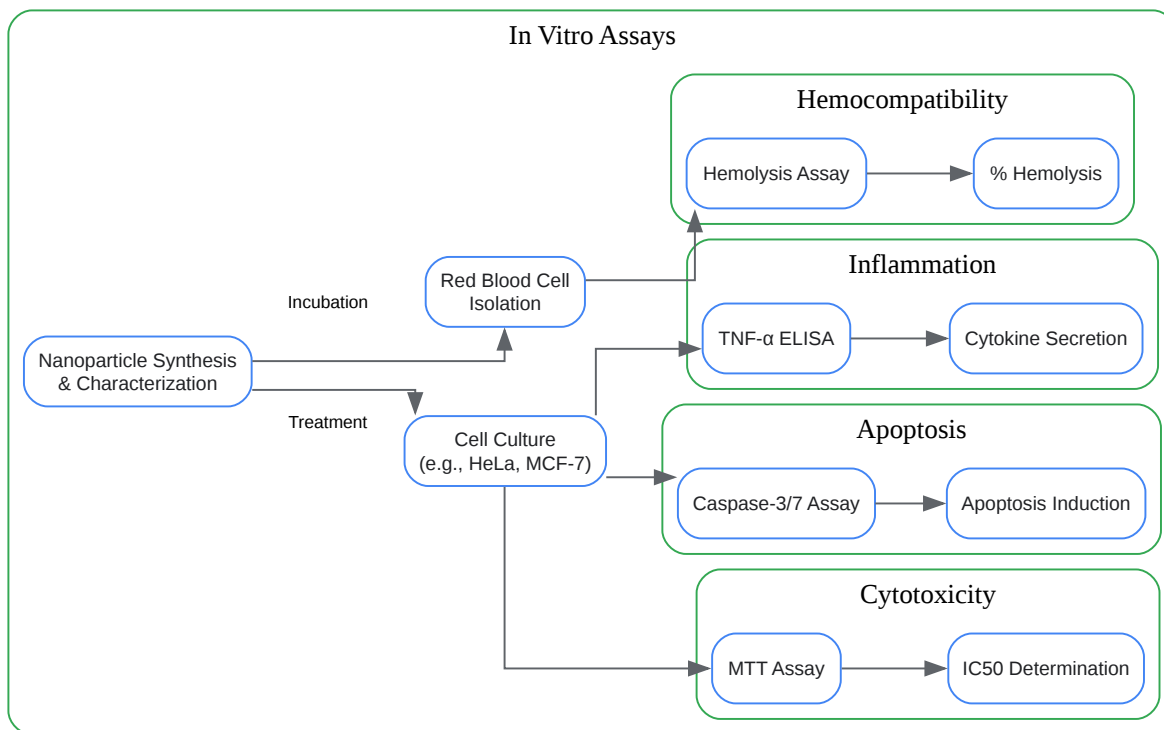 In Vitro Assays
Hemocompatibility
Hemolysis Assay
% Hemolysis
Inflammation
Red Blood Cell
Isolation
Incubation
TNF-α ELISA
Cytokine Secretion
Nanoparticle Synthesis
& Characterization
Treatment
Cell Culture
(e.g., HeLa, MCF-7)
Apoptosis
Caspase-3/7 Assay
Apoptosis Induction
Cytotoxicity
MTT Assay
IC50 Determination